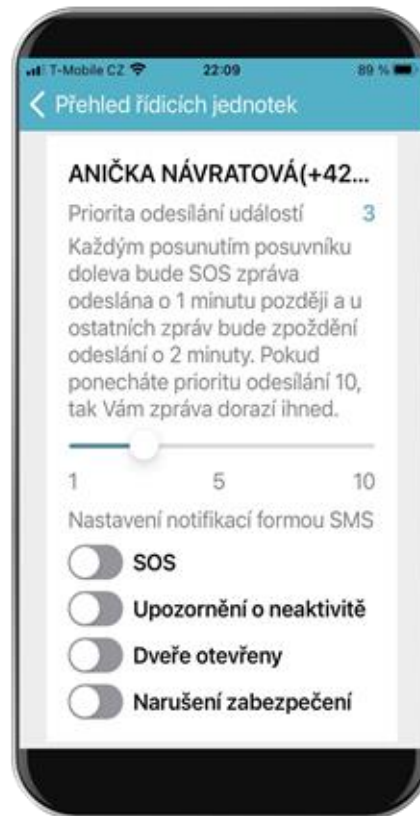 T-Mobile CZ 22:09 89 %
Přehled řídicích jednotek
ANIČKA NÁVRATOVÁ(+42...
Priorita odesílání událostí 3
Každým posunutím posuvníku
doleva bude SOS zpráva
odeslána o 1 minutu později a u
ostatních zpráv bude zpoždění
odeslání o 2 minuty. Pokud
ponecháte prioritu odesílání 10,
tak Vám zpráva dorazí ihned.
1 5 10
Nastavení notifikací formou SMS
SOS
Upozornění o neaktivitě
Dveře otevřeny
Narušení zabezpečení